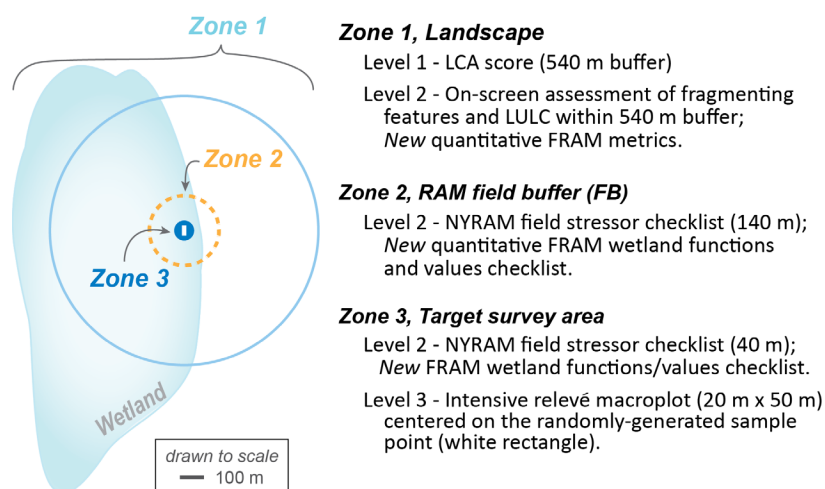 Zone 1
Zone 2
Zone 3
Wetland
drawn to scale
100 m
Zone 1, Landscape
Level 1 - LCA score (540 m buffer)
Level 2 - On-screen assessment of fragmenting
features and LULC within 540 m buffer;
New quantitative FRAM metrics.
Zone 2, RAM field buffer (FB)
Level 2 - NYRAM field stressor checklist (140 m);
New quantitative FRAM wetland functions
and values checklist.
Zone 3, Target survey area
Level 2 - NYRAM field stressor checklist (40 m);
New FRAM wetland functions/values checklist.
Level 3 - Intensive relevé macroplot (20 m x 50 m)
centered on the randomly-generated sample
point (white rectangle).